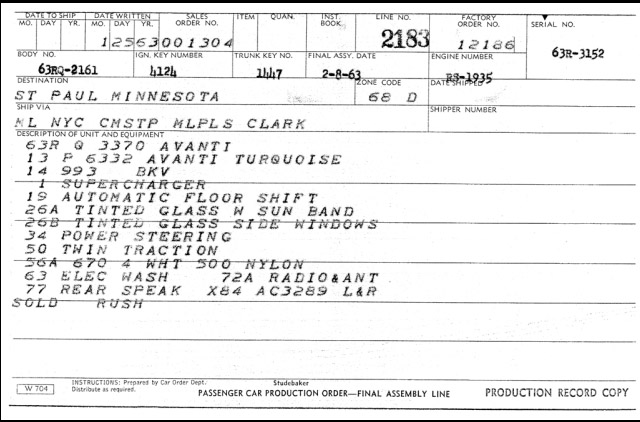 DATE TO SHIP DATE WRITTEN SALES ORDER NO. ITEM QUAN. INST. BOOK. LINE NO. FACTORY ORDER NO. SERIAL NO.
MO. DAY YR. MO. DAY YR.
12563001304 2183 12186 63R-3152
BODY NO. IGN. KEY NUMBER TRUNK KEY NO. FINAL ASSY. DATE ENGINE NUMBER
63RQ-2161 4124 1447 2-8-63 RS-1935
DESTINATION ZONE CODE DATE SHIPPED
ST PAUL MINNESOTA 68 D
SHIP VIA SHIPPER NUMBER
ML NYC CMSTP MLPLS CLARK
DESCRIPTION OF UNIT AND EQUIPMENT
63R Q 3370 AVANTI
13 P 6332 AVANTI TURQUOISE
14 993 BKV
1 SUPERCHARGER
19 AUTOMATIC FLOOR SHIFT
26A TINTED GLASS W SUN BAND
26B TINTED GLASS SIDE WINDOWS
34 POWER STEERING
50 TWIN TRACTION
56A 670 4 WHT 500 NYLON
63 ELEC WASH 72A RADIO&ANT
77 REAR SPEAK X84 AC3289 L&R
SOLD RUSH
W 704
INSTRUCTIONS: Prepared by Car Order Dept.
Distribute as required.
Studebaker
PASSENGER CAR PRODUCTION ORDER—FINAL ASSEMBLY LINE
PRODUCTION RECORD COPY